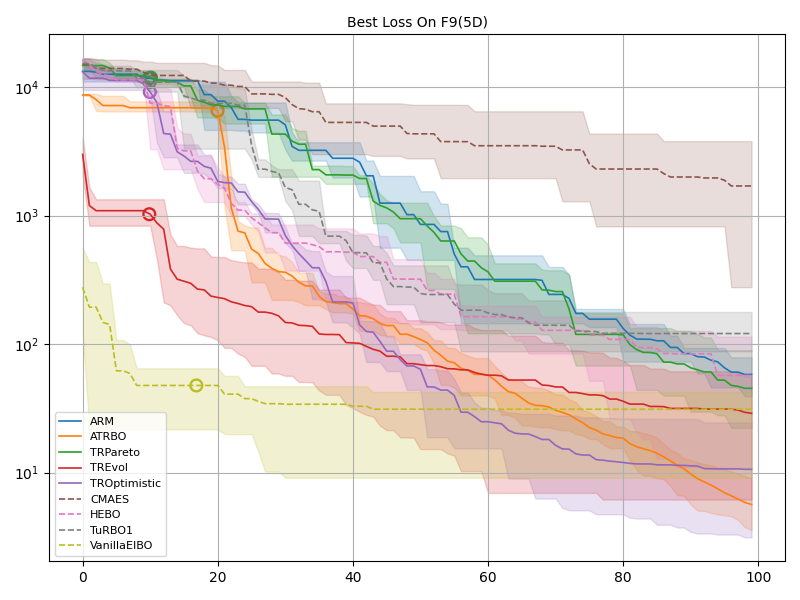 Best Loss On F9(5D)
10⁴
10³
10²
10¹
ARM
ATRBO
TRPareto
TREvol
TROptimistic
CMAES
HEBO
TuRBO1
VanillaEIBO
0 20 40 60 80 100